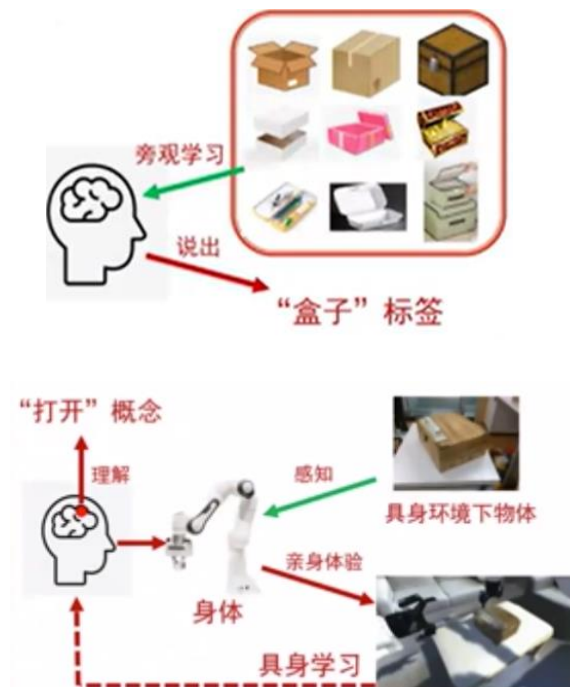 旁观学习
说出
“盒子”标签
“打开”概念
理解
感知
具身环境下物体
亲身体验
身体
具身学习